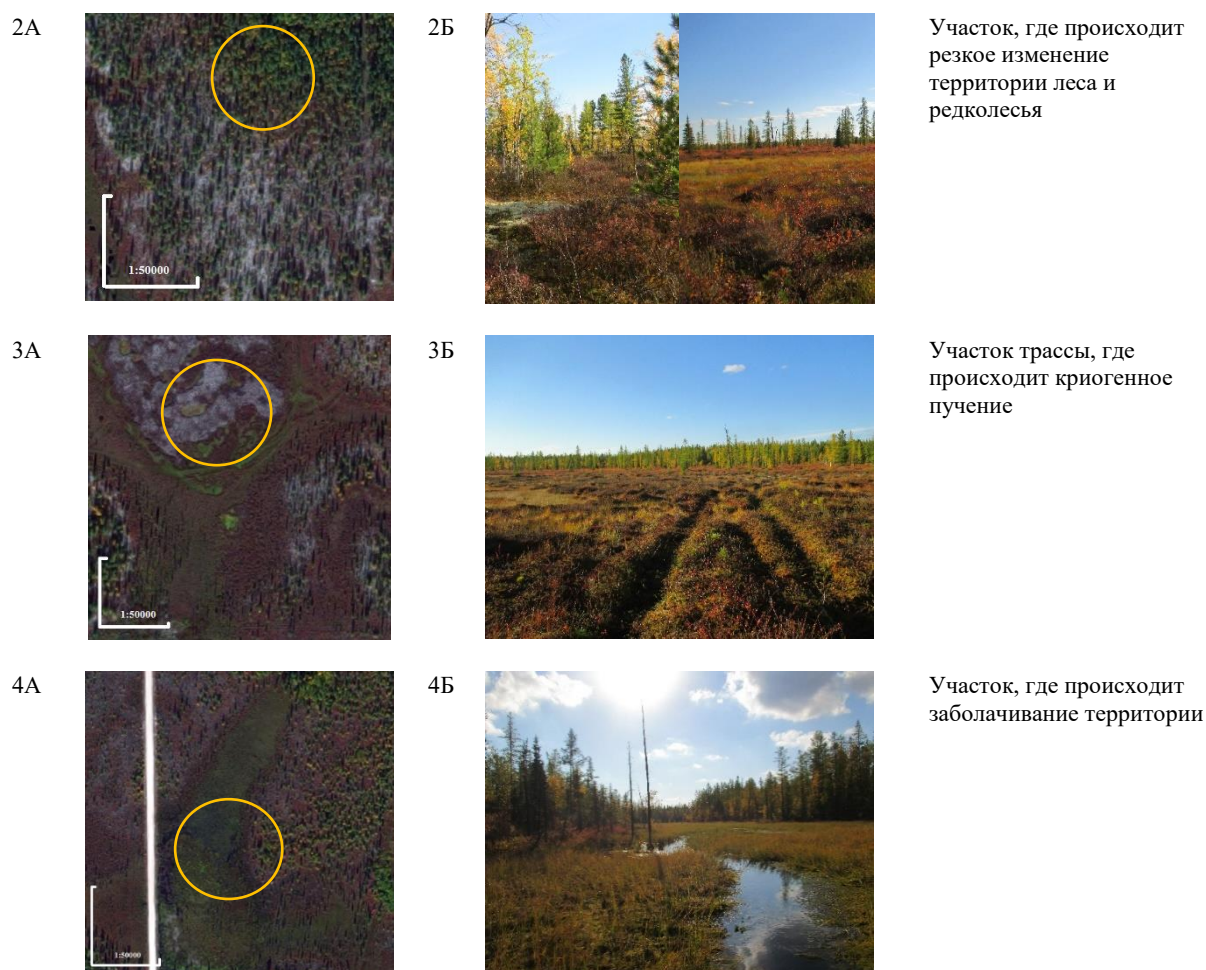 2А
2Б
Участок, где происходит
резкое изменение
территории леса и
редколесья
1:50000
3А
3Б
Участок трассы, где
происходит криогенное
пучение
1:50000
4А
4Б
Участок, где происходит
заболачивание территории
1:50000